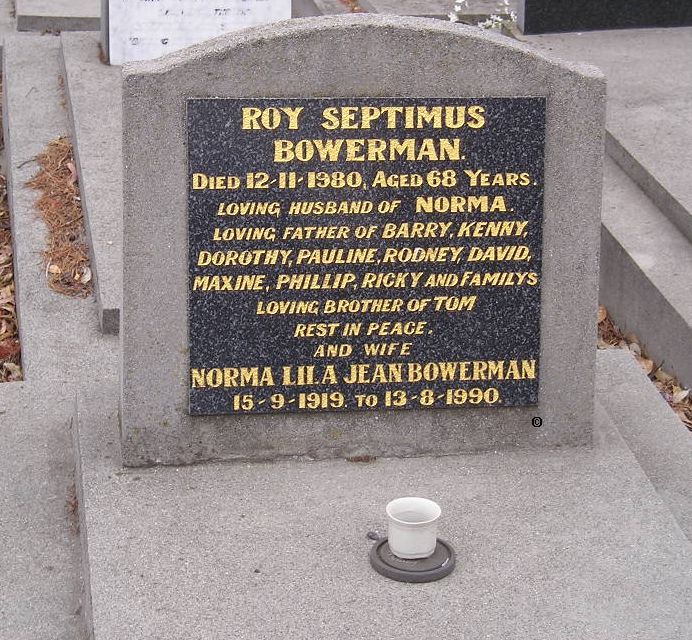 ROY SEPTIMUS
BOWERMAN.
DIED 12-11-1980, AGED 68 YEARS.
LOVING HUSBAND OF NORMA
LOVING FATHER OF BARRY, KENNY,
DOROTHY, PAULINE, RODNEY, DAVID,
MAXINE, PHILLIP, RICKY AND FAMILYS
LOVING BROTHER OF TOM
REST IN PEACE.
AND WIFE
NORMA LILA JEAN BOWERMAN
15-9-1919. TO 13-8-1990.